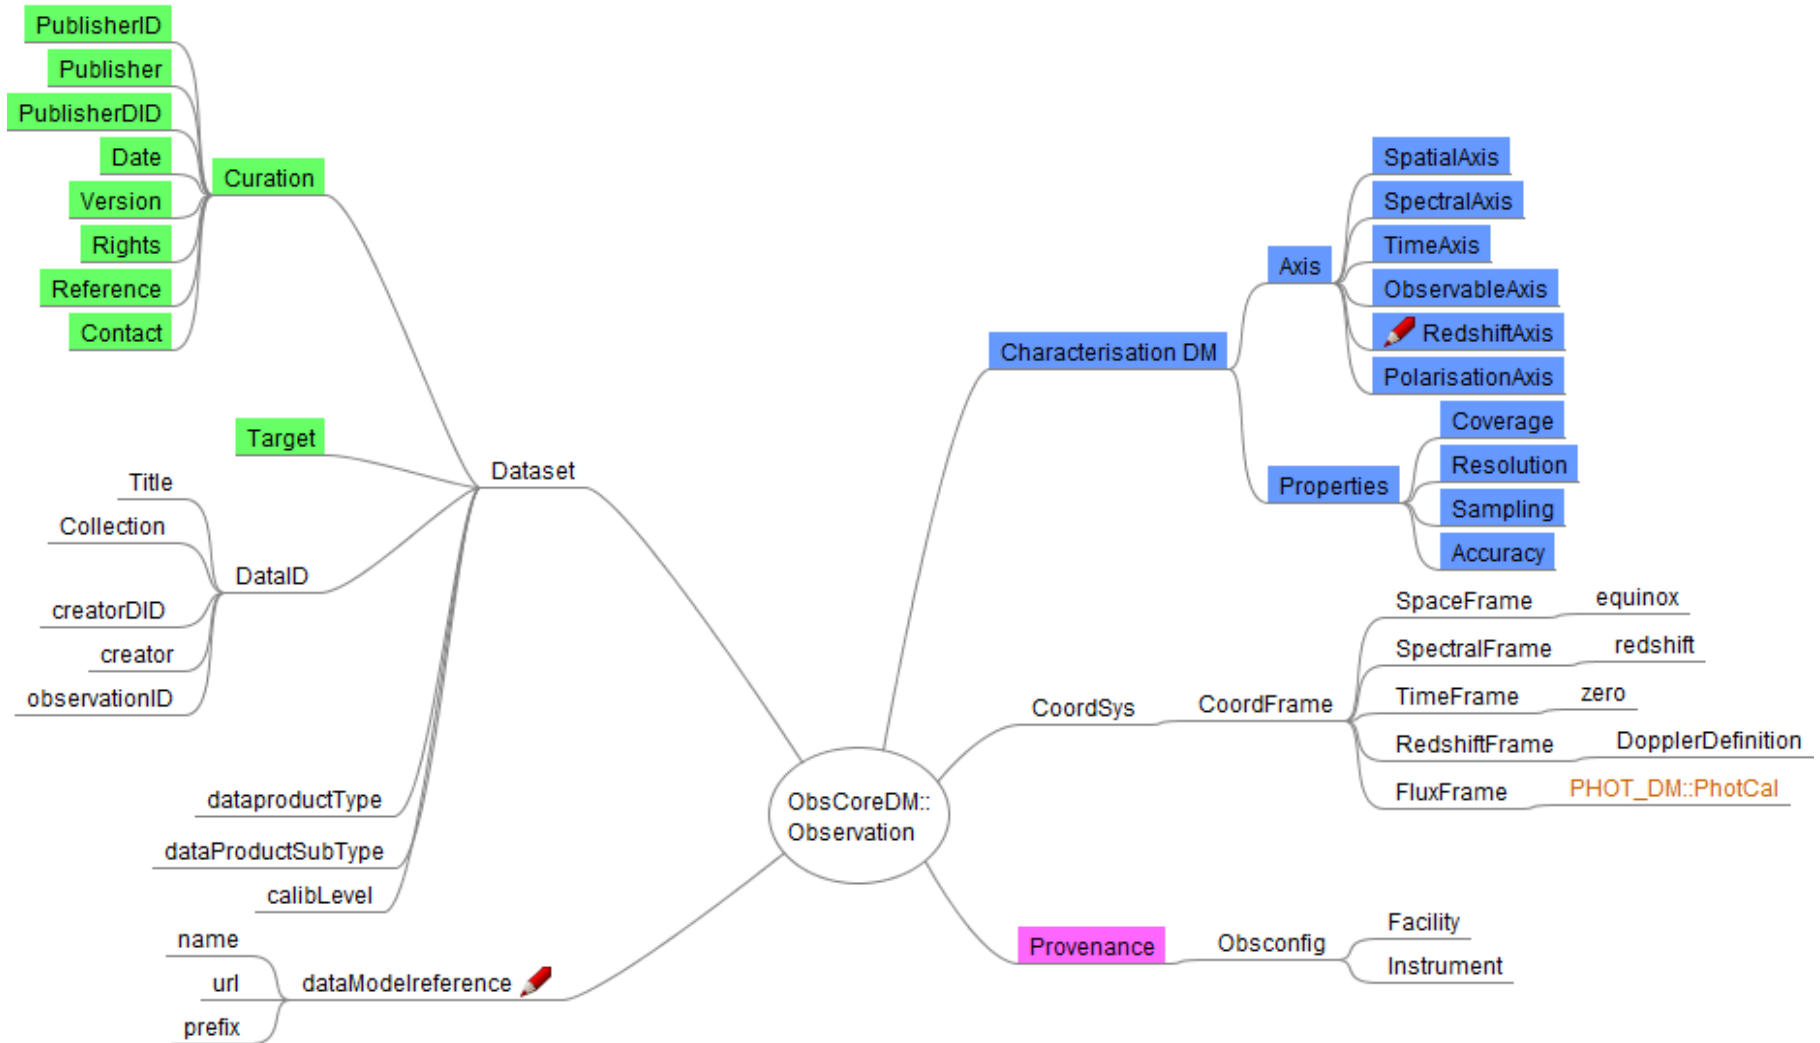 PublisherID
Publisher
PublisherDID
Date
Version
Rights
Reference
Contact
Curation
Target
Title
Collection
creatorDID
creator
observationID
DataID
Dataset
dataproductType
dataProductSubType
calibLevel
name
url
prefix
dataModelreference
ObsCoreDM::
Observation
Characterisation DM
Axis
SpatialAxis
SpectralAxis
TimeAxis
ObservableAxis
RedshiftAxis
PolarisationAxis
Properties
Coverage
Resolution
Sampling
Accuracy
CoordSys
CoordFrame
SpaceFrame
equinox
SpectralFrame
redshift
TimeFrame
zero
RedshiftFrame
DopplerDefinition
FluxFrame
PHOT_DM::PhotCal
Provenance
Obsconfig
Facility
Instrument